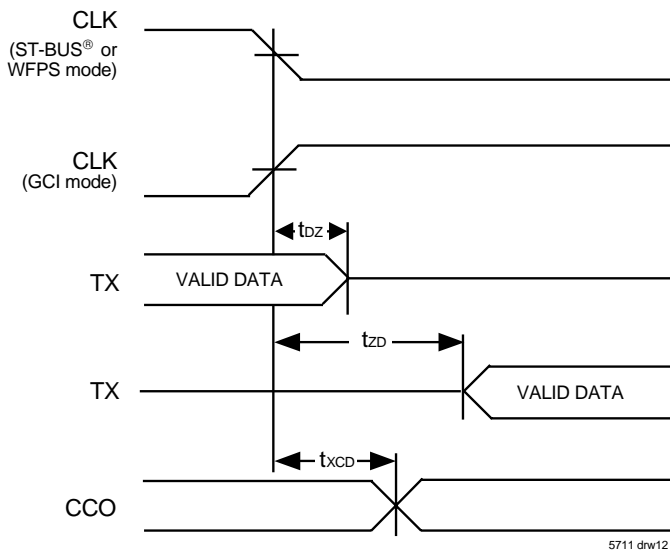 CLK
(ST-BUS® or
WFPS mode)
CLK
(GCI mode)
tDZ
TX
VALID DATA
tZD
TX
VALID DATA
tXCD
CCO
5711 drw12